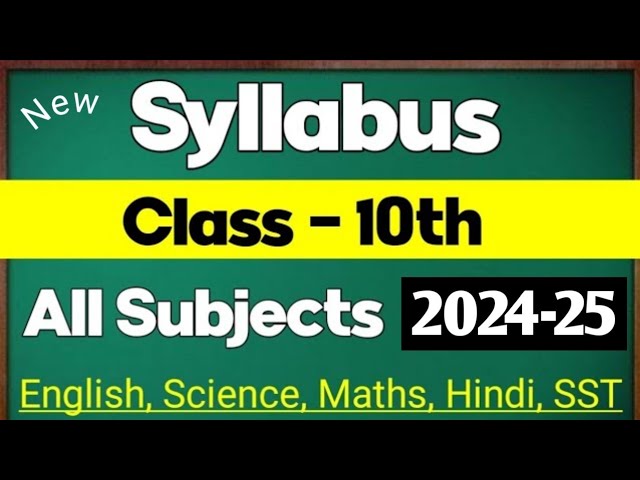 New
Syllabus
Class - 10th
All Subjects 2024-25
English, Science, Maths, Hindi, SST